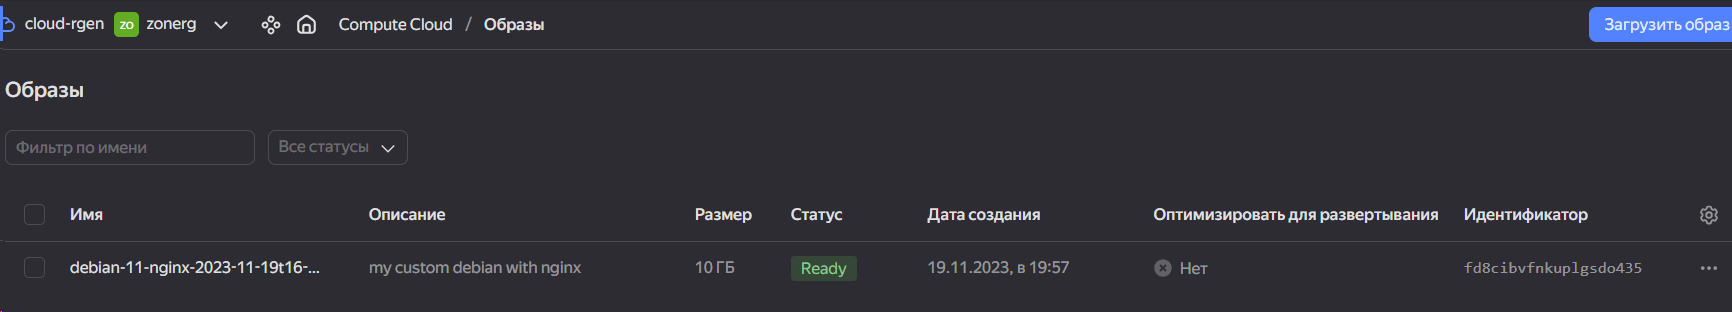 cloud-rgen zo zonerg Compute Cloud / Образы Загрузить образ
Образы
Фильтр по имени Все статусы
Имя Описание Размер Статус Дата создания Оптимизировать для развертывания Идентификатор
debian-11-nginx-2023-11-19t16-... my custom debian with nginx 10 ГБ Ready 19.11.2023, в 19:57 Нет fd8cibvfnkuplgsdo435